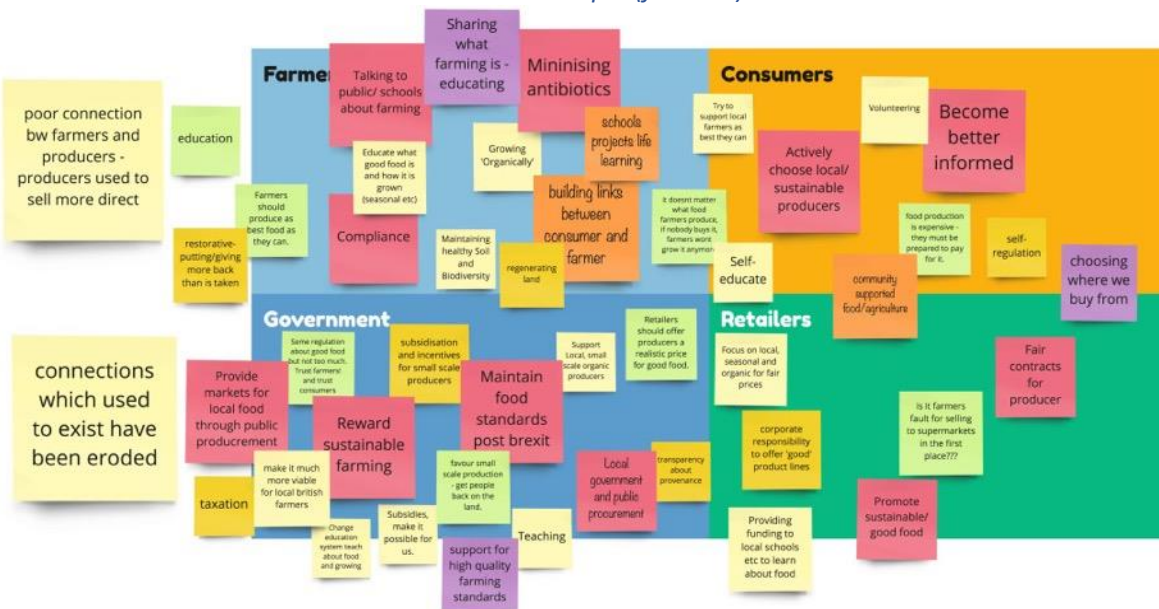 poor connection
bw farmers and
producers -
producers used to
sell more direct
education
Farmers
should
produce as
best food as
they can.
restorative-
putting/giving
more back
than is taken
connections
which used
to exist have
been eroded
Farme
Talking to
public/ schools
about farming
Sharing
what
farming is -
educating
Mininising
antibiotics
Educate what
good food is
and how it is
grown
(seasonal etc)
Growing
'Organically'
schools
projects life
learning
Compliance
Maintaining
healthy Soil
and
Biodiversity
regenerating
land
building links
between
consumer and
farmer
Consumers
Try to
support local
farmers as
best they can
Volunteering
Become
better
informed
Actively
choose local/
sustainable
producers
it doesnt matter
what food
farmers produce, if
nobody buys it,
farmers wont
grow it anymor
Self-
educate
food production
is expensive -
they must be
prepared to pay
for it.
self-
regulation
choosing
where we
buy from
community
supported
food/agriculture
Government
Provide
markets for
local food
through public
producrement
Some regulation
about good food
but not too much.
Trust farmers! 
and trust
consumers
subsidisation
and incentives
for small scale
producers
Support
Local, small
scale organic
producers
Retailers
should offer
producers a
realistic price
for good food.
Reward
sustainable
farming
Maintain
food
standards
post brexit
taxation
make it much
more viable
for local british
farmers
favour small
scale production
- get people
back on the
land.
Local
government
and public
procurement
transparency
about
provenance
Change
education
system teach
about food
and growing
Subsidies,
make it
possible for
us.
support for
high quality
farming
standards
Teaching
Retailers
Focus on local,
seasonal and
organic for fair
prices
Fair
contracts for
producer
corporate
responsibility
to offer 'good'
product lines
Is It farmers
fault for selling
to supermarkets
in the first
place???
Promote
sustainable/
good food
Providing
funding to
local schools
etc to learn
about food